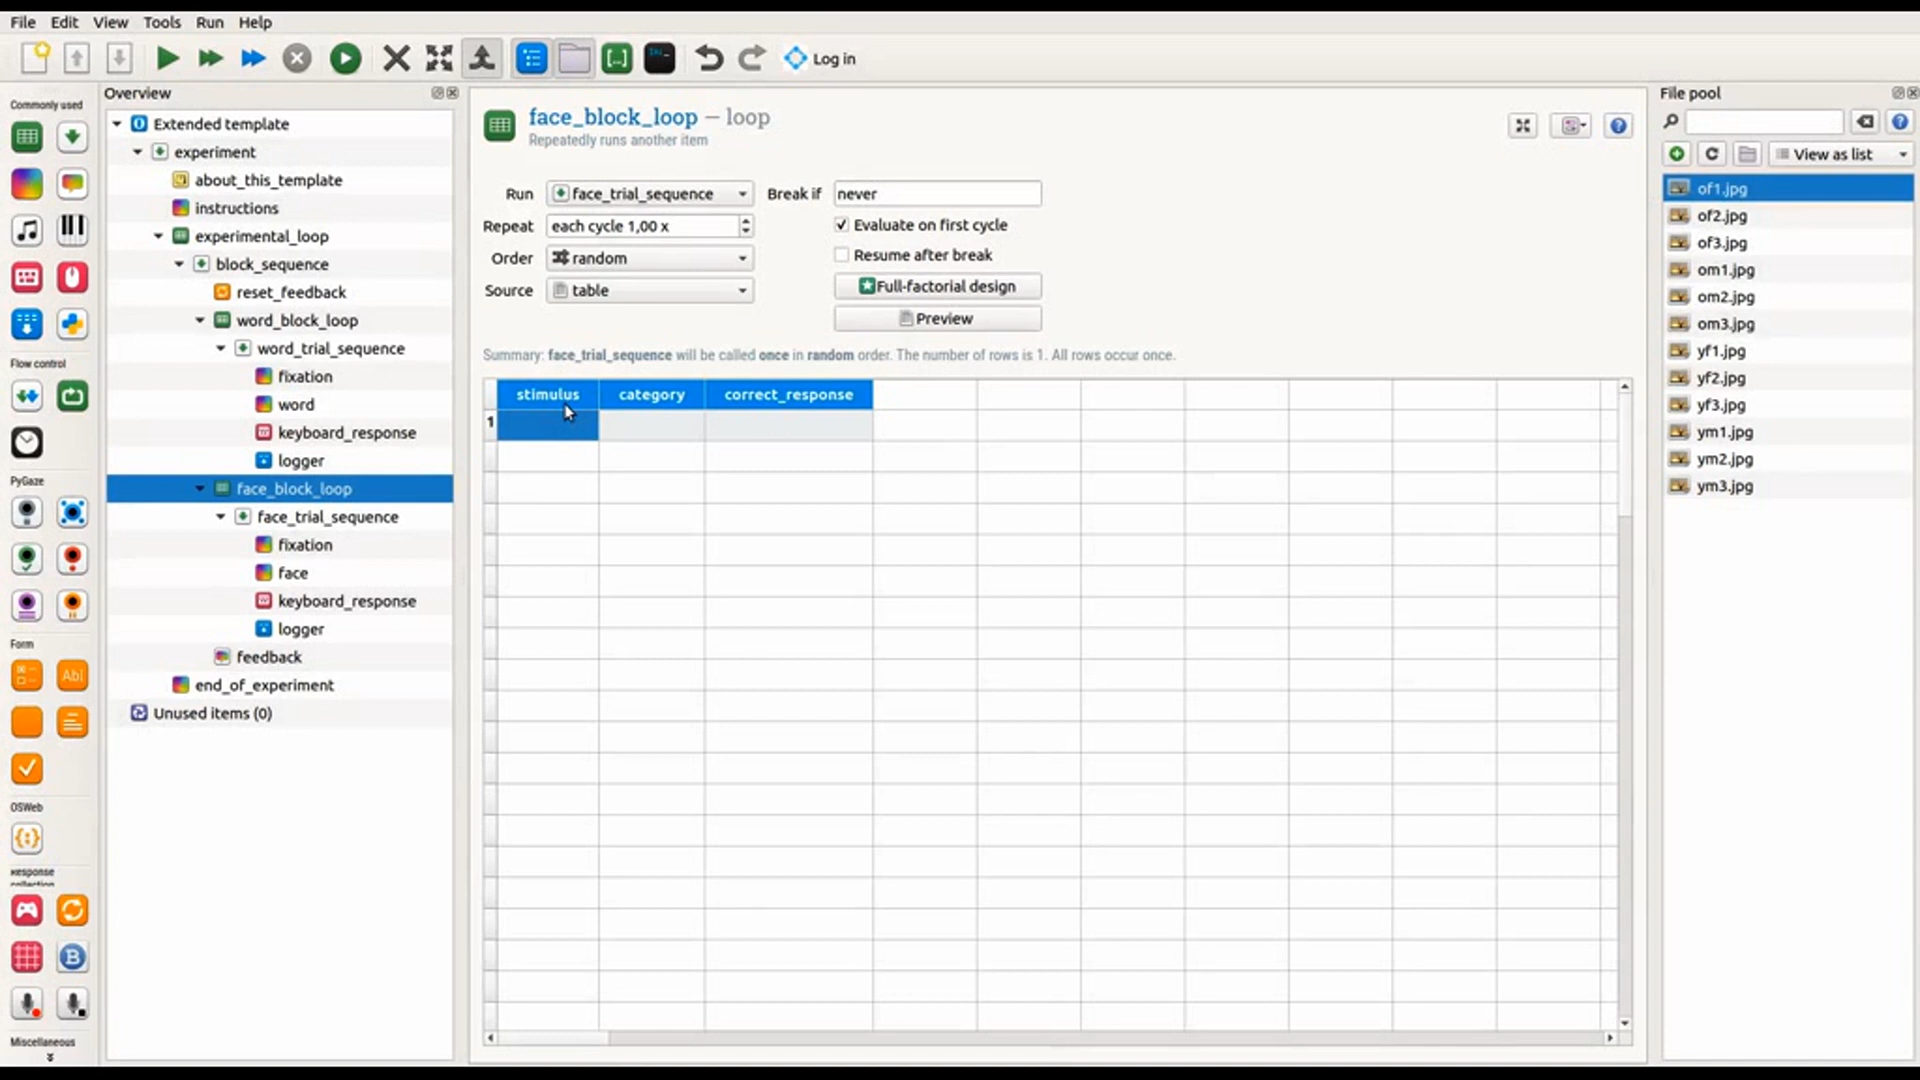 File Edit View Tools Run Help
Log in
Commonly used
Flow control
PyGaze
Form
Abl
OSWeb
Response
collection
B
Miscellaneous
Overview
Extended template
experiment
about_this_template
instructions
experimental_loop
block_sequence
reset_feedback
word_block_loop
word_trial_sequence
fixation
word
keyboard_response
logger
face_block_loop
face_trial_sequence
fixation
face
keyboard_response
logger
feedback
end_of_experiment
Unused items (0)
face_block_loop — loop
Repeatedly runs another item
Run face_trial_sequence Break if never
Repeat each cycle 1,00 x Evaluate on first cycle
Order random Resume after break
Full-factorial design
Source table
Preview
Summary: face_trial_sequence will be called once in random order. The number of rows is 1. All rows occur once.
stimulus category correct_response
1
File pool
View as list
of1.jpg
of2.jpg
of3.jpg
om1.jpg
om2.jpg
om3.jpg
yf1.jpg
yf2.jpg
yf3.jpg
ym1.jpg
ym2.jpg
ym3.jpg